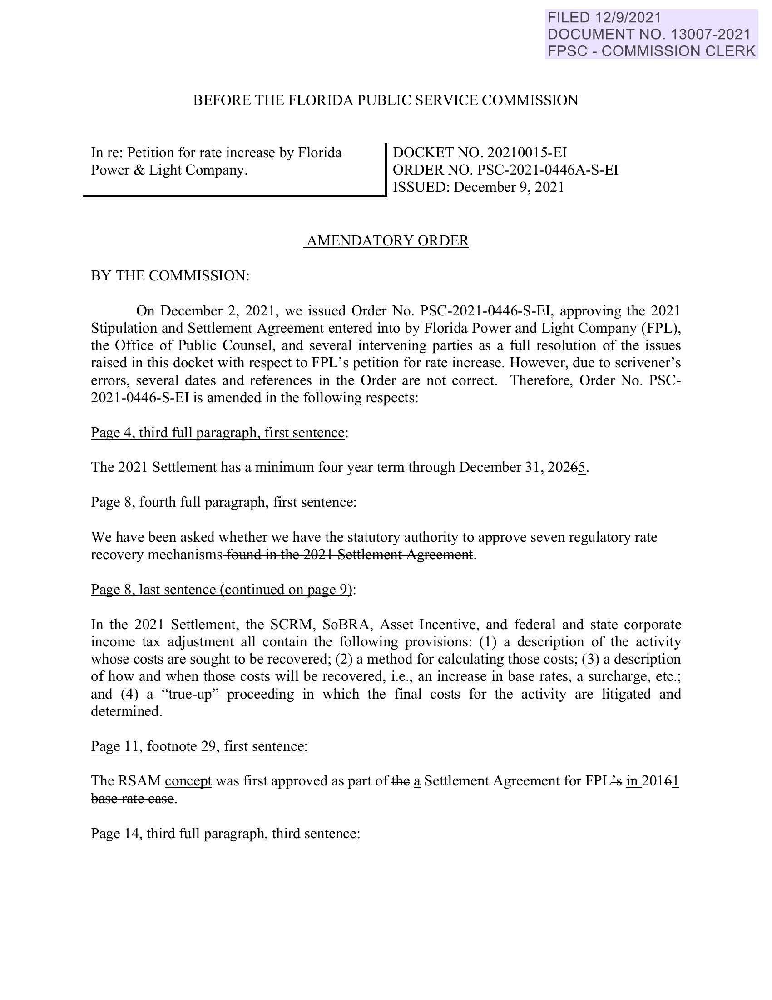 FILED 12/9/2021
DOCUMENT NO. 13007-2021
FPSC - COMMISSION CLERK
BEFORE THE FLORIDA PUBLIC SERVICE COMMISSION
In re: Petition for rate increase by Florida
Power & Light Company.
DOCKET NO. 20210015-EI
ORDER NO. PSC-2021-0446A-S-EI
ISSUED: December 9, 2021
AMENDATORY ORDER
BY THE COMMISSION:
On December 2, 2021, we issued Order No. PSC-2021-0446-S-EI, approving the 2021
Stipulation and Settlement Agreement entered into by Florida Power and Light Company (FPL),
the Office of Public Counsel, and several intervening parties as a full resolution of the issues
raised in this docket with respect to FPL’s petition for rate increase. However, due to scrivener’s
errors, several dates and references in the Order are not correct. Therefore, Order No. PSC-
2021-0446-S-EI is amended in the following respects:
Page 4, third full paragraph, first sentence:
The 2021 Settlement has a minimum four year term through December 31, 20265.
Page 8, fourth full paragraph, first sentence:
We have been asked whether we have the statutory authority to approve seven regulatory rate
recovery mechanisms found in the 2021 Settlement Agreement.
Page 8, last sentence (continued on page 9):
In the 2021 Settlement, the SCRM, SoBRA, Asset Incentive, and federal and state corporate
income tax adjustment all contain the following provisions: (1) a description of the activity
whose costs are sought to be recovered; (2) a method for calculating those costs; (3) a description
of how and when those costs will be recovered, i.e., an increase in base rates, a surcharge, etc.;
and (4) a “true-up” proceeding in which the final costs for the activity are litigated and
determined.
Page 11, footnote 29, first sentence:
The RSAM concept was first approved as part of the a Settlement Agreement for FPL’s in 20161
base rate case.
Page 14, third full paragraph, third sentence: